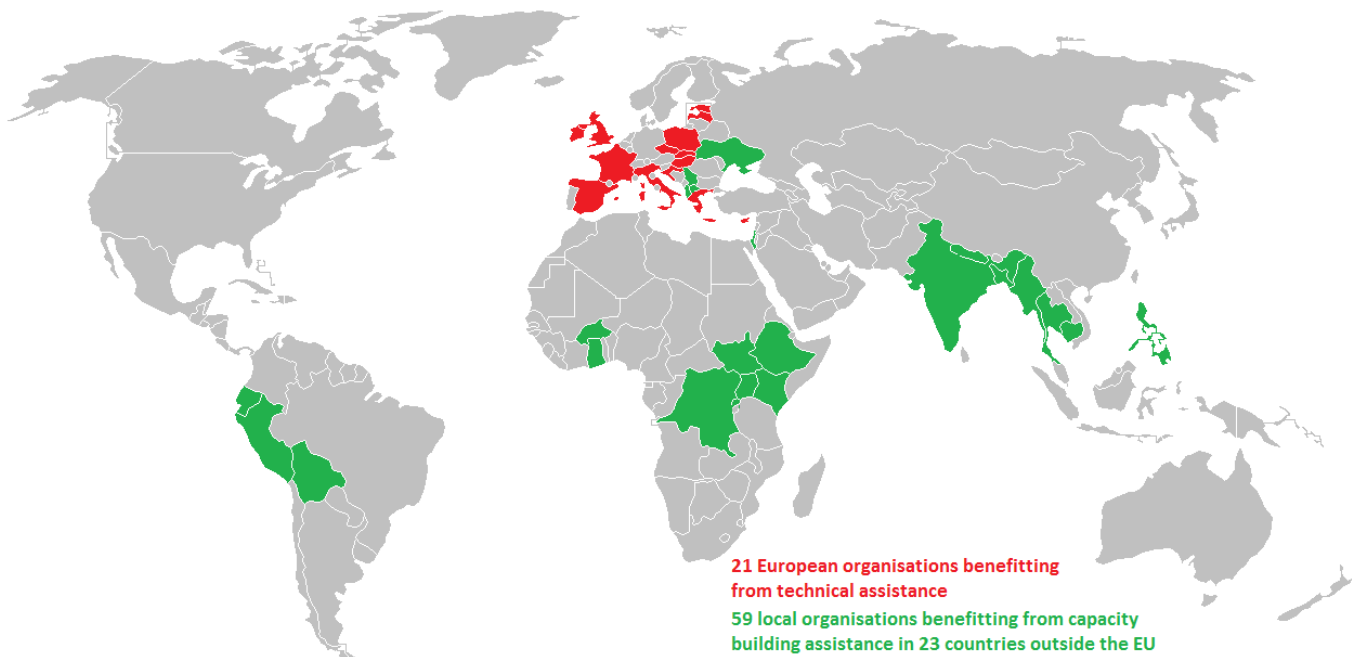 21 European organisations benefitting
from technical assistance
59 local organisations benefitting from capacity
building assistance in 23 countries outside the EU